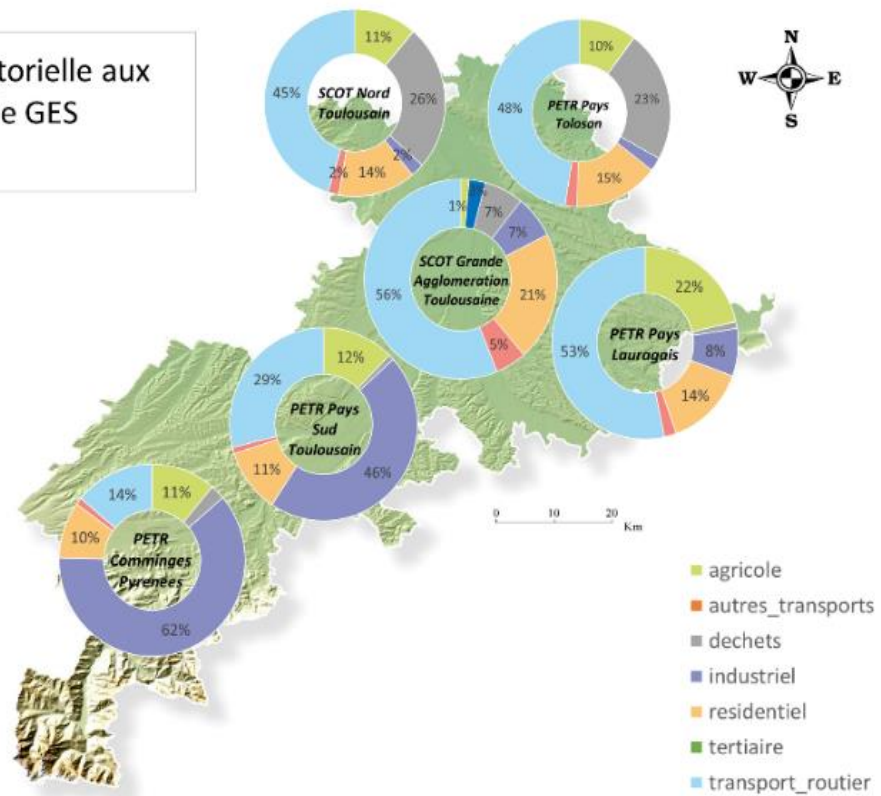 torielle aux
e GES
N
W
E
S
11%
45%
26%
SCOT Nord
Toulousain
2%
2%
14%
10%
48%
23%
PETR Pays
Tolosan
15%
1%
7%
7%
SCOT Grande
Agglomeration
Toulousaine
56%
21%
5%
22%
53%
PETR Pays
Lauragais
8%
14%
12%
29%
PETR Pays
Sud
Toulousain
11%
46%
14%
11%
10%
PETR
Comminges
Pyrenées
62%
0 10 20
Km
agricole
autres_transports
dechets
industriel
residentiel
tertiaire
transport_routier